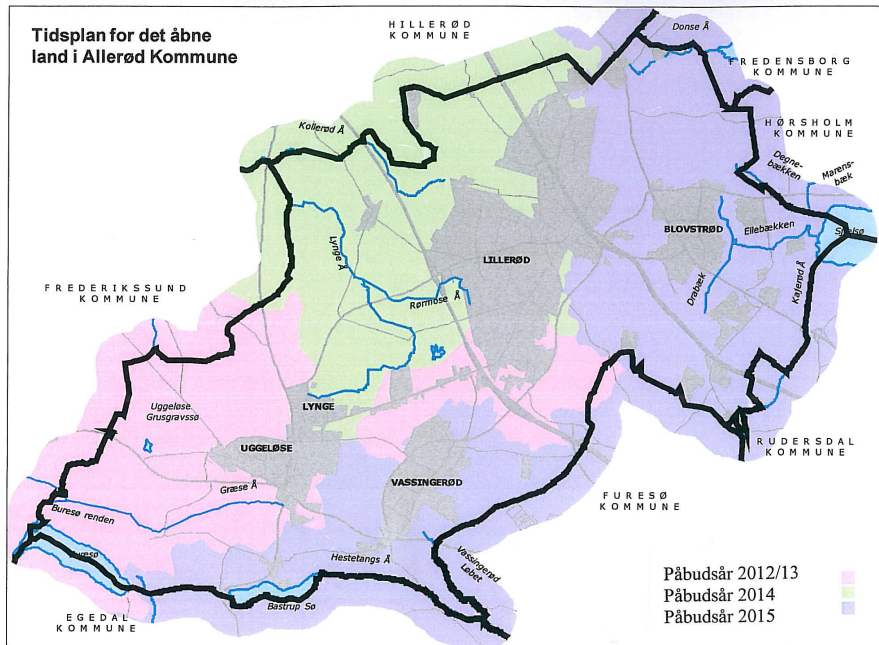 Tidsplan for det åbne
land i Allerød Kommune
HILLERØD
KOMMUNE
Donse Å
FREDENSBORG
KOMMUNE
HØRSHOLM
KOMMUNE
Kollerød Å
Degne-
bækken
Marens-
bæk
BLOVSTRØD
Ellebækken
Sjælsø
Lynge Å
LILLERØD
Drabæk
Kajerød Å
FREDERIKSSUND
KOMMUNE
Rørmose Å
LYNGE
Uggeløse
Grusgravssø
UGGELØSE
RUDERSDAL
KOMMUNE
Græse Å
VASSINGERØD
FURESØ
KOMMUNE
Buresø renden
Buresø
Hestetangs Å
Vassingerød
Løbet
Bastrup Sø
EGEDAL
KOMMUNE
Påbudsår 2012/13
Påbudsår 2014
Påbudsår 2015